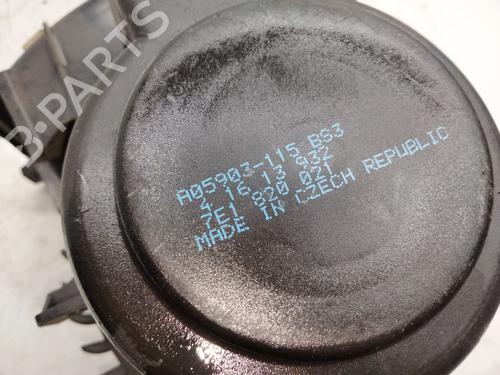 B-PARTS
A05903-115 BS3
4 16 13 932
7E1 820 021
MADE IN CZECH REPUBLIC